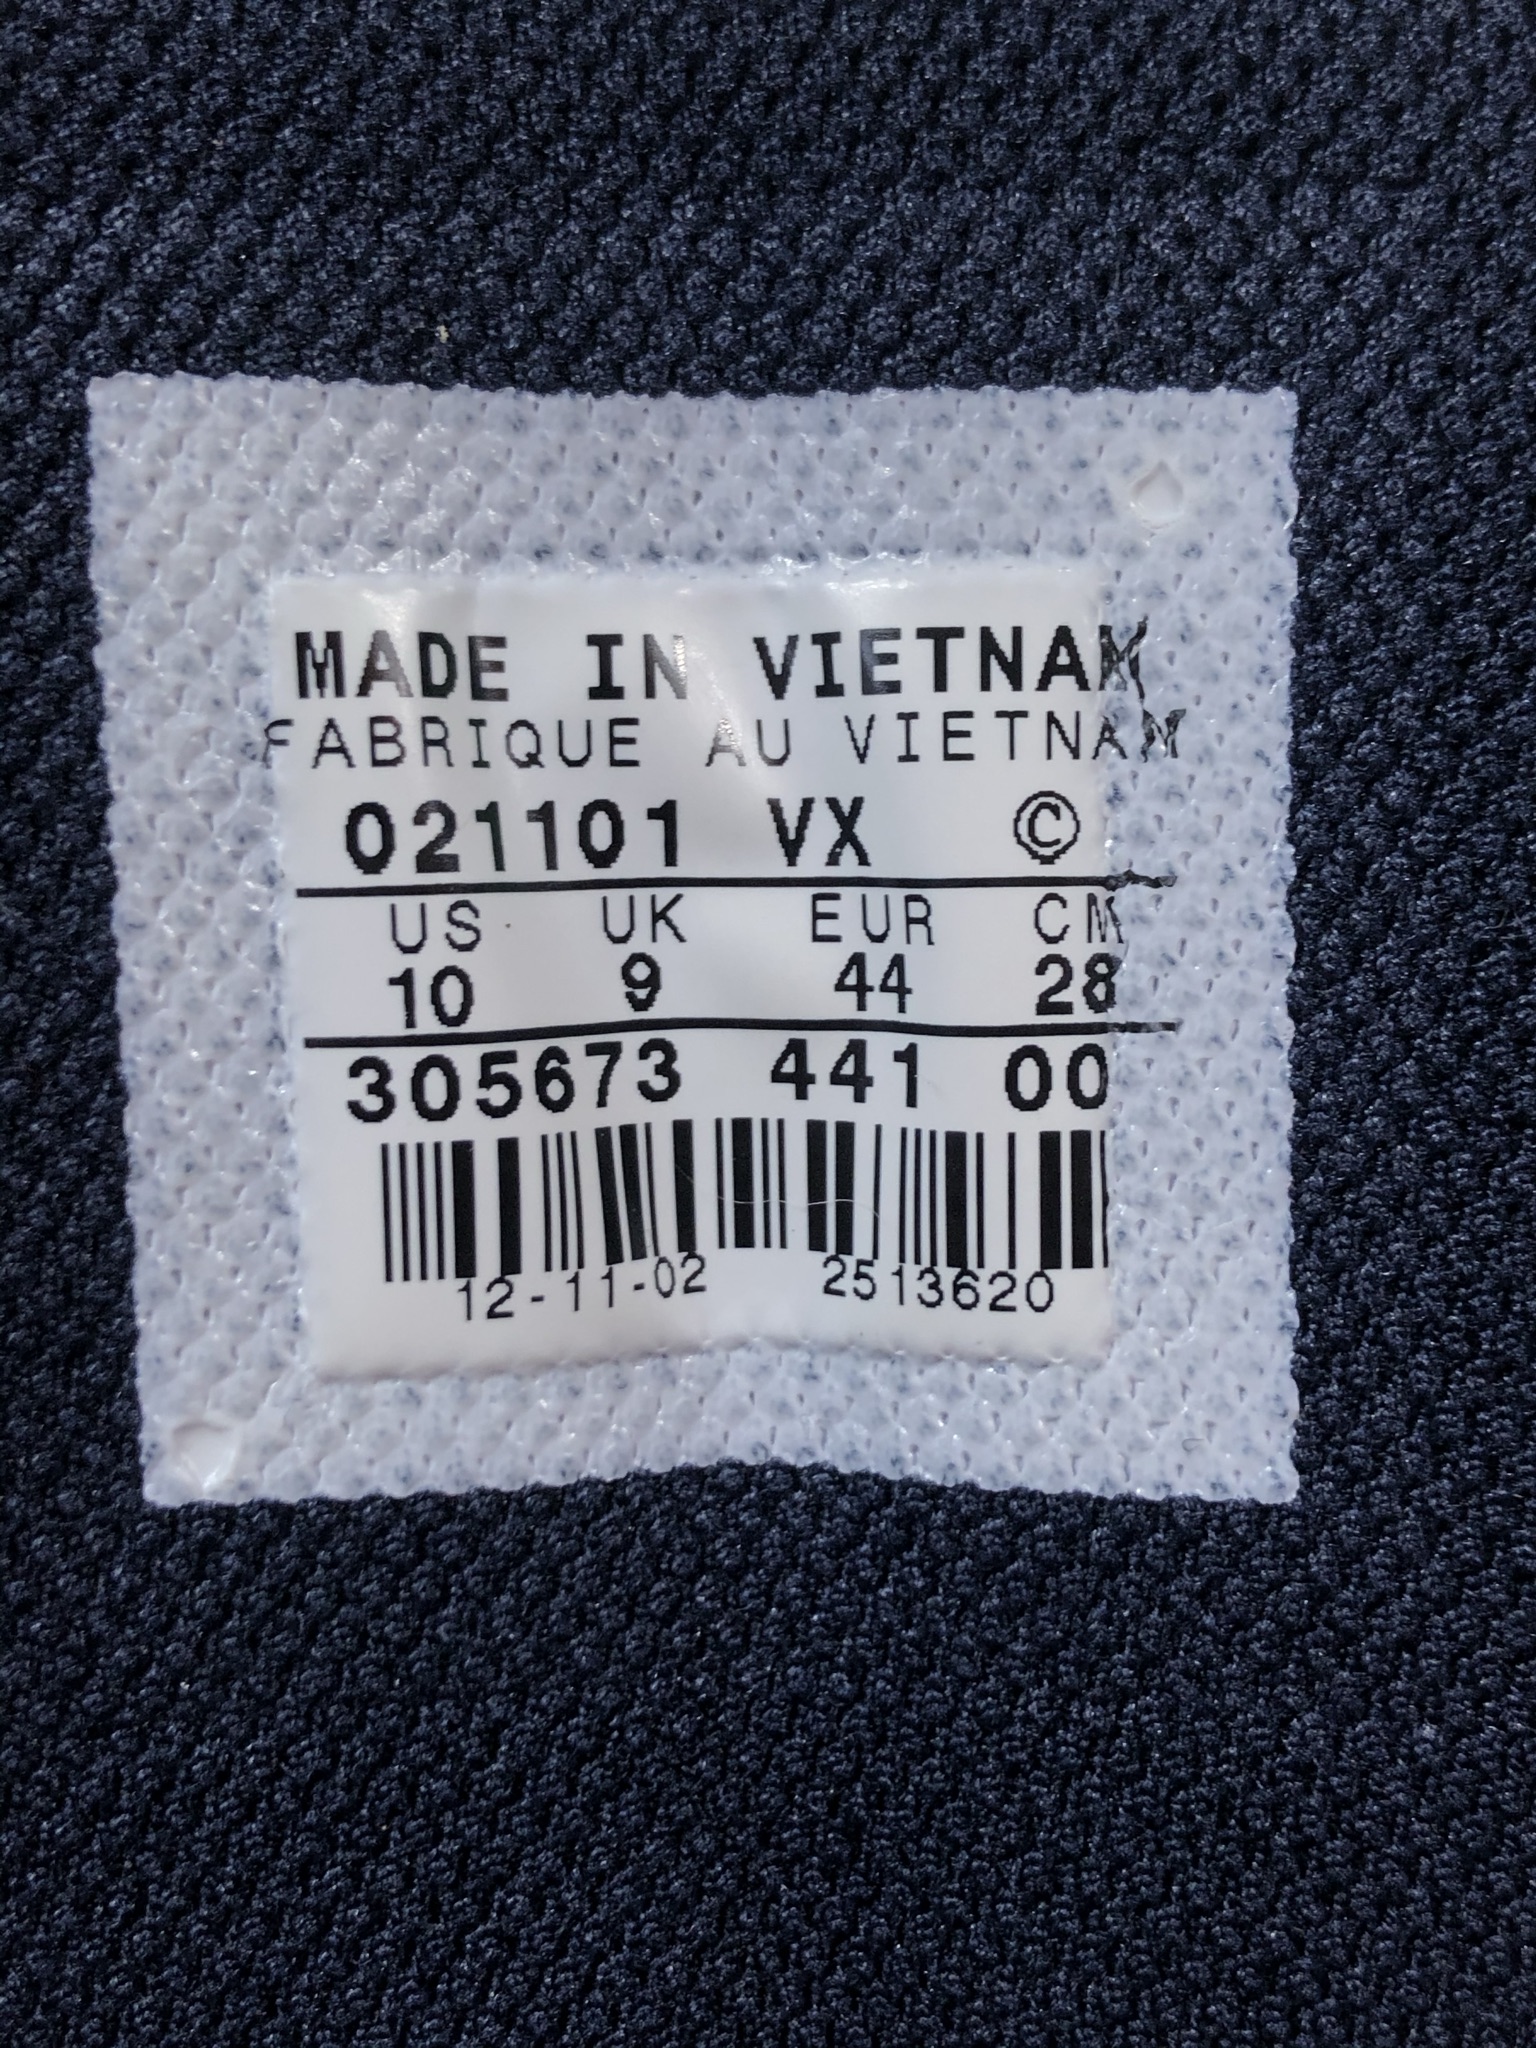 MADE IN VIETNAM
FABRIQUE AU VIETNAM
021101 VX ©
US UK EUR CM
10 9 44 28
305673 441 00
12-11-02 2513620